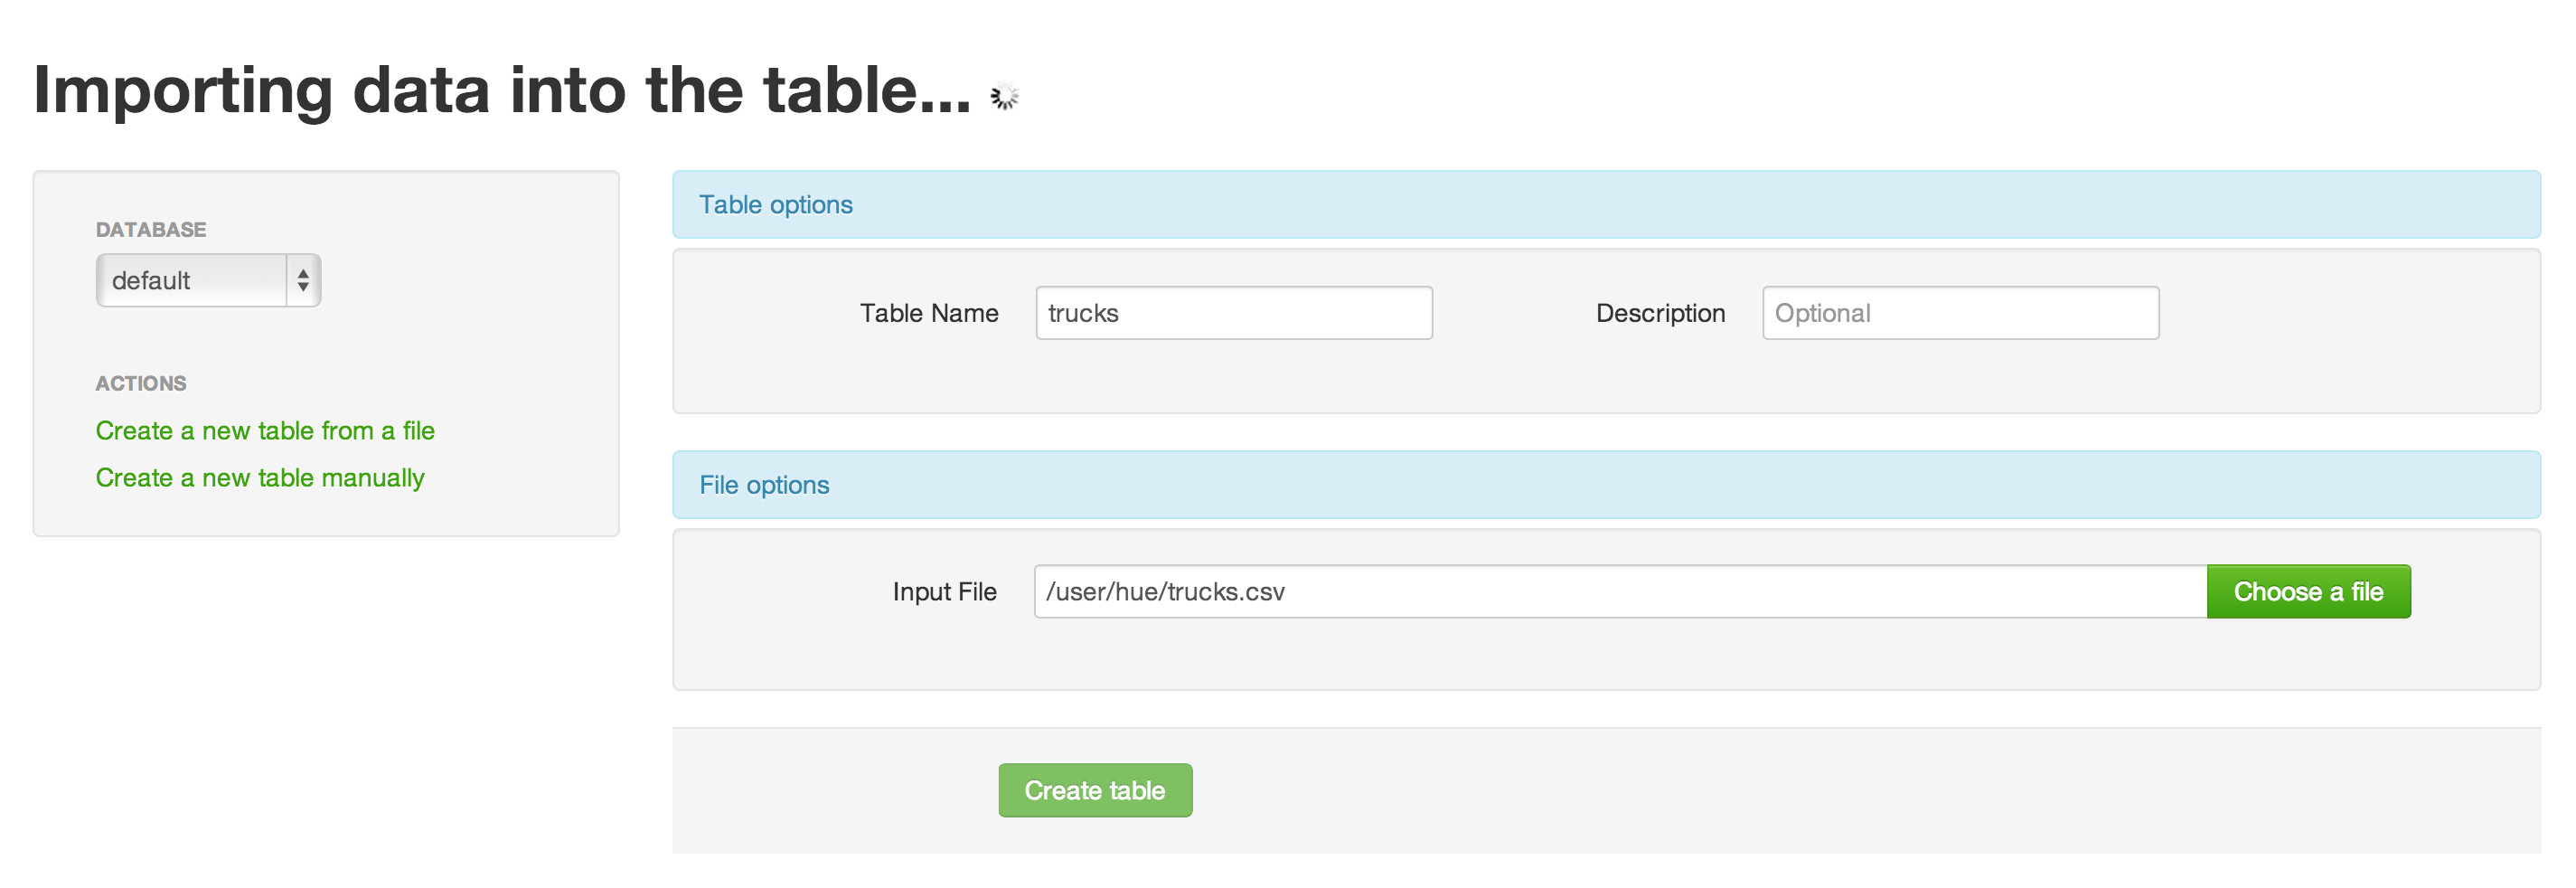 Importing data into the table...
DATABASE
default
ACTIONS
Create a new table from a file
Create a new table manually
Table options
Table Name trucks Description Optional
File options
Input File /user/hue/trucks.csv Choose a file
Create table